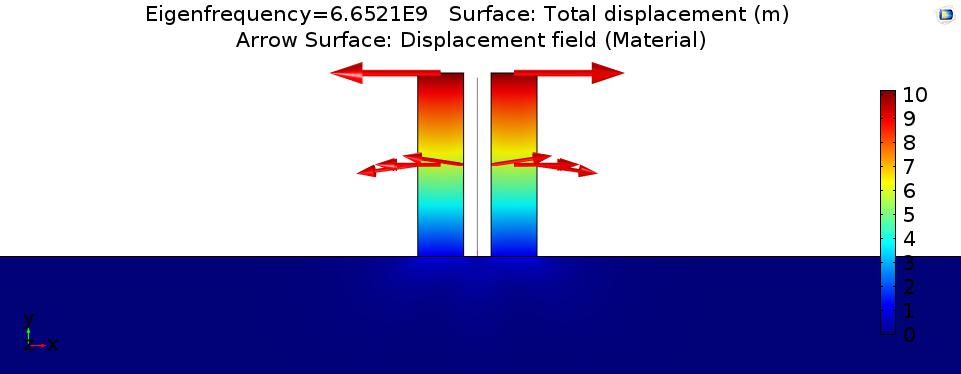 Eigenfrequency=6.6521E9   Surface: Total displacement (m)
Arrow Surface: Displacement field (Material)
10
9
8
7
6
5
4
3
2
1
0
y
z x